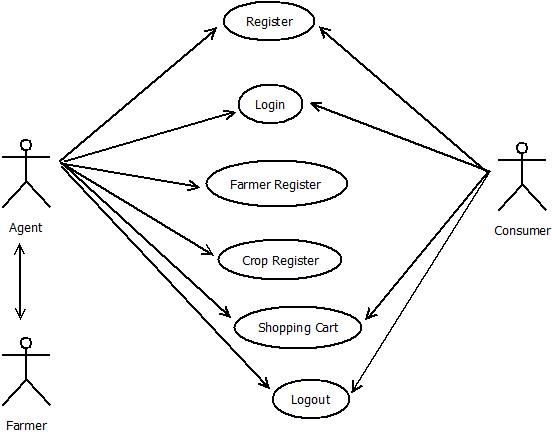 Register
Login
Agent
Farmer Register
Consumer
Crop Register
Shopping Cart
Logout
Farmer